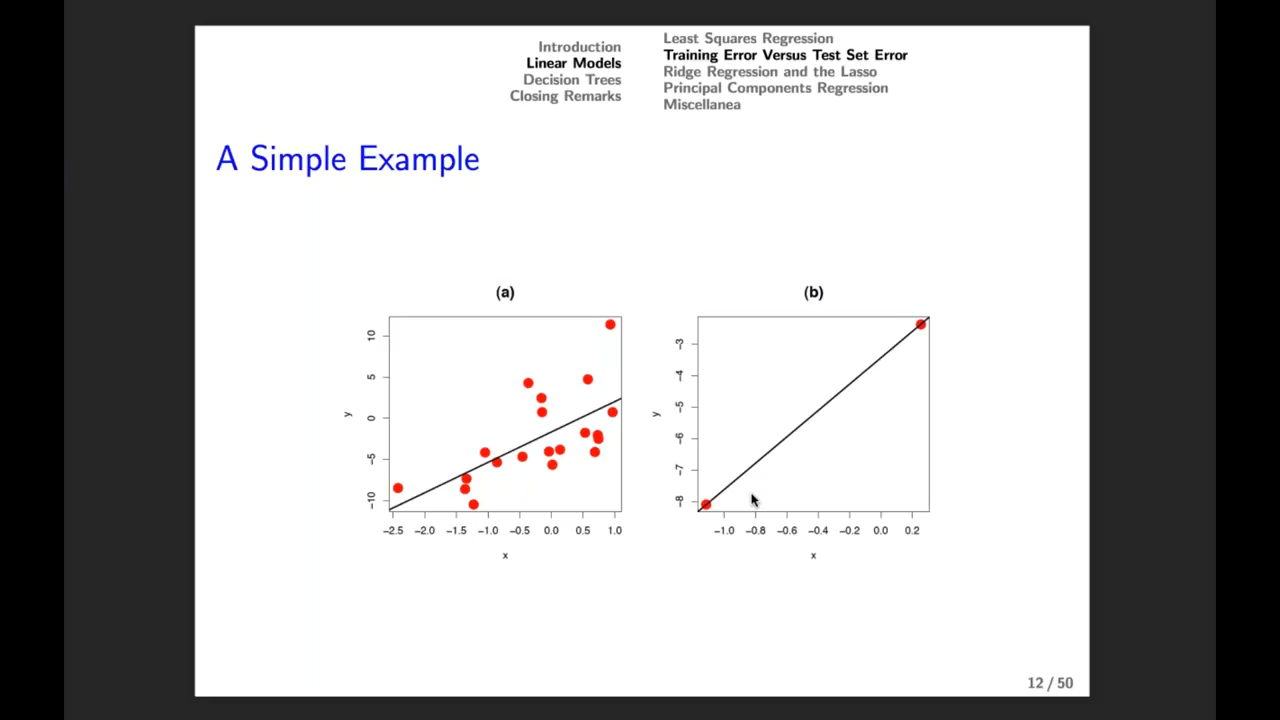 Introduction
Linear Models
Decision Trees
Closing Remarks
Least Squares Regression
Training Error Versus Test Set Error
Ridge Regression and the Lasso
Principal Components Regression
Miscellanea
A Simple Example
(a)
10
5
0
−5
−10
y
−2.5 −2.0 −1.5 −1.0 −0.5 0.0 0.5 1.0
x
(b)
−3
−4
−5
−6
−7
−8
y
−1.0 −0.8 −0.6 −0.4 −0.2 0.0 0.2
x
12 / 50